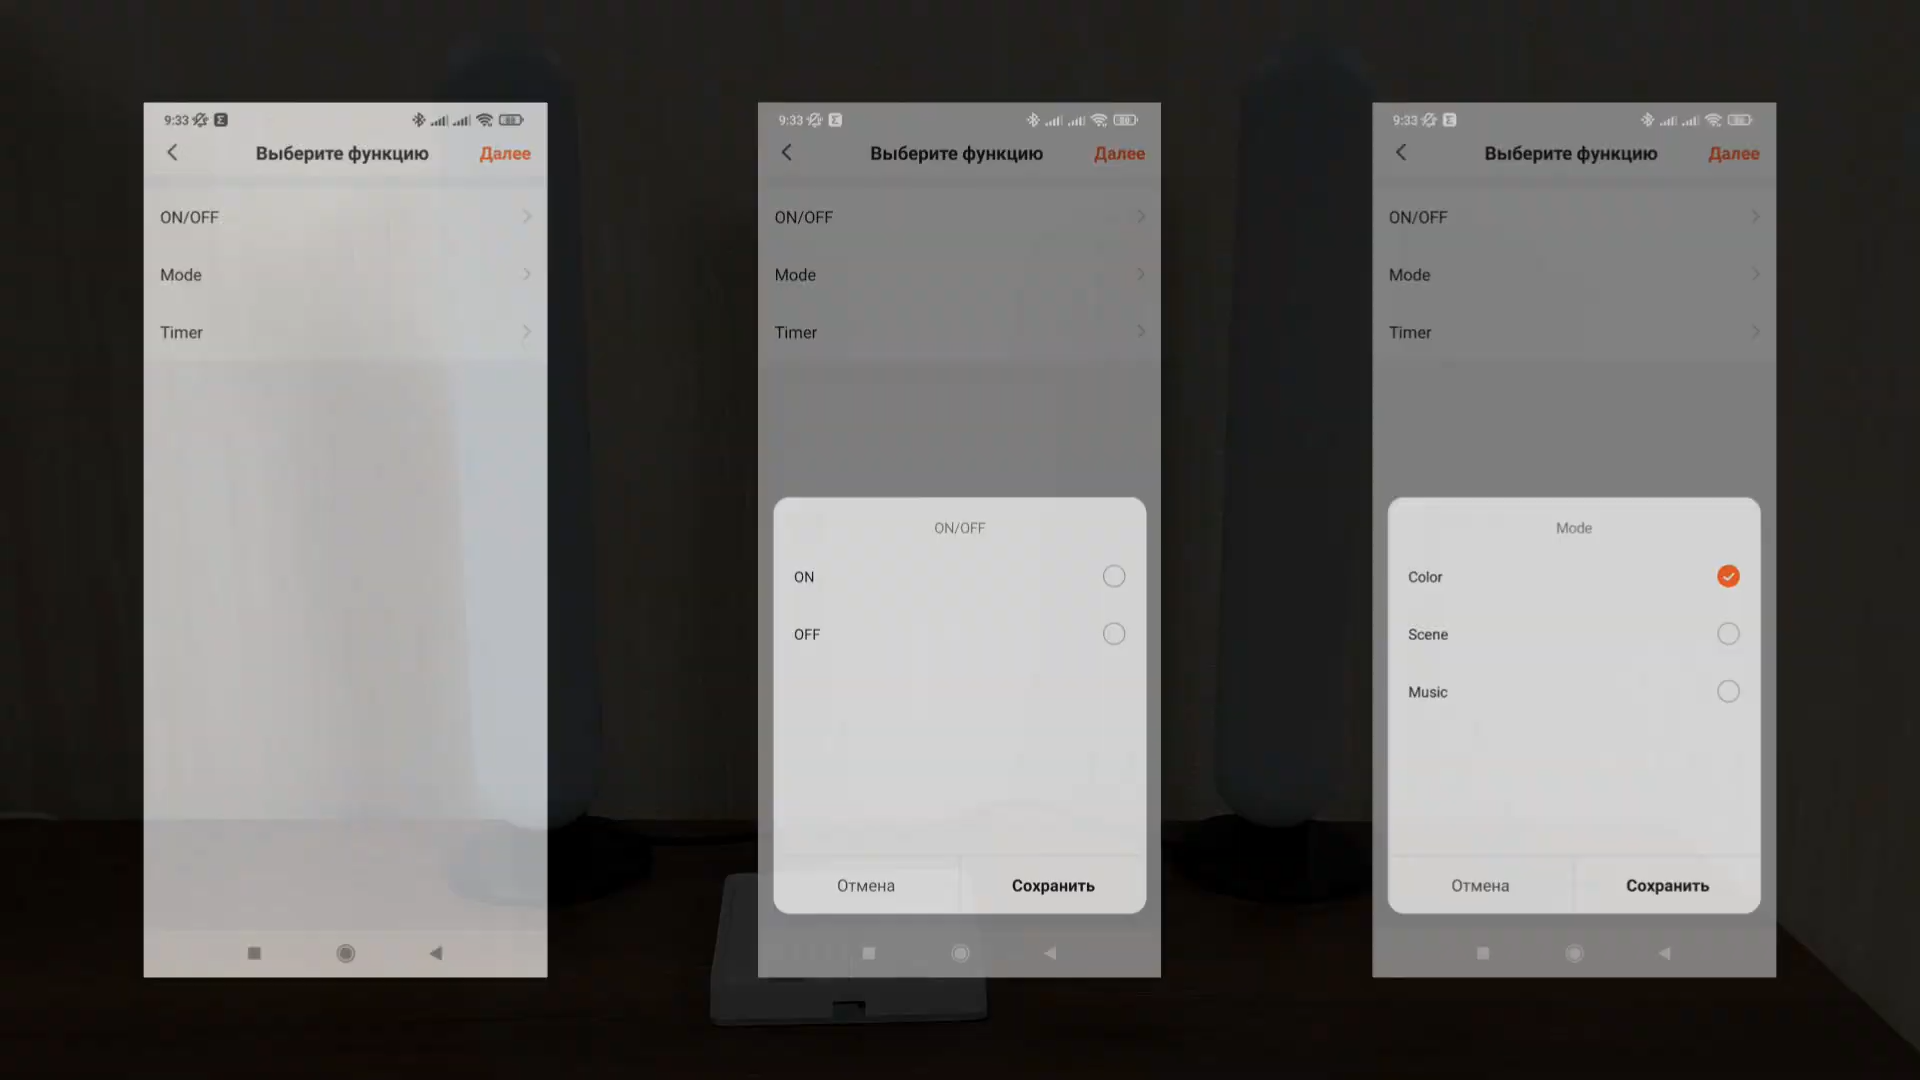 9:33
Выберите функцию
Далее
ON/OFF
Mode
Timer
9:33
Выберите функцию
Далее
ON/OFF
Mode
Timer
ON/OFF
ON
OFF
Отмена
Сохранить
9:33
Выберите функцию
Далее
ON/OFF
Mode
Timer
Mode
Color
Scene
Music
Отмена
Сохранить